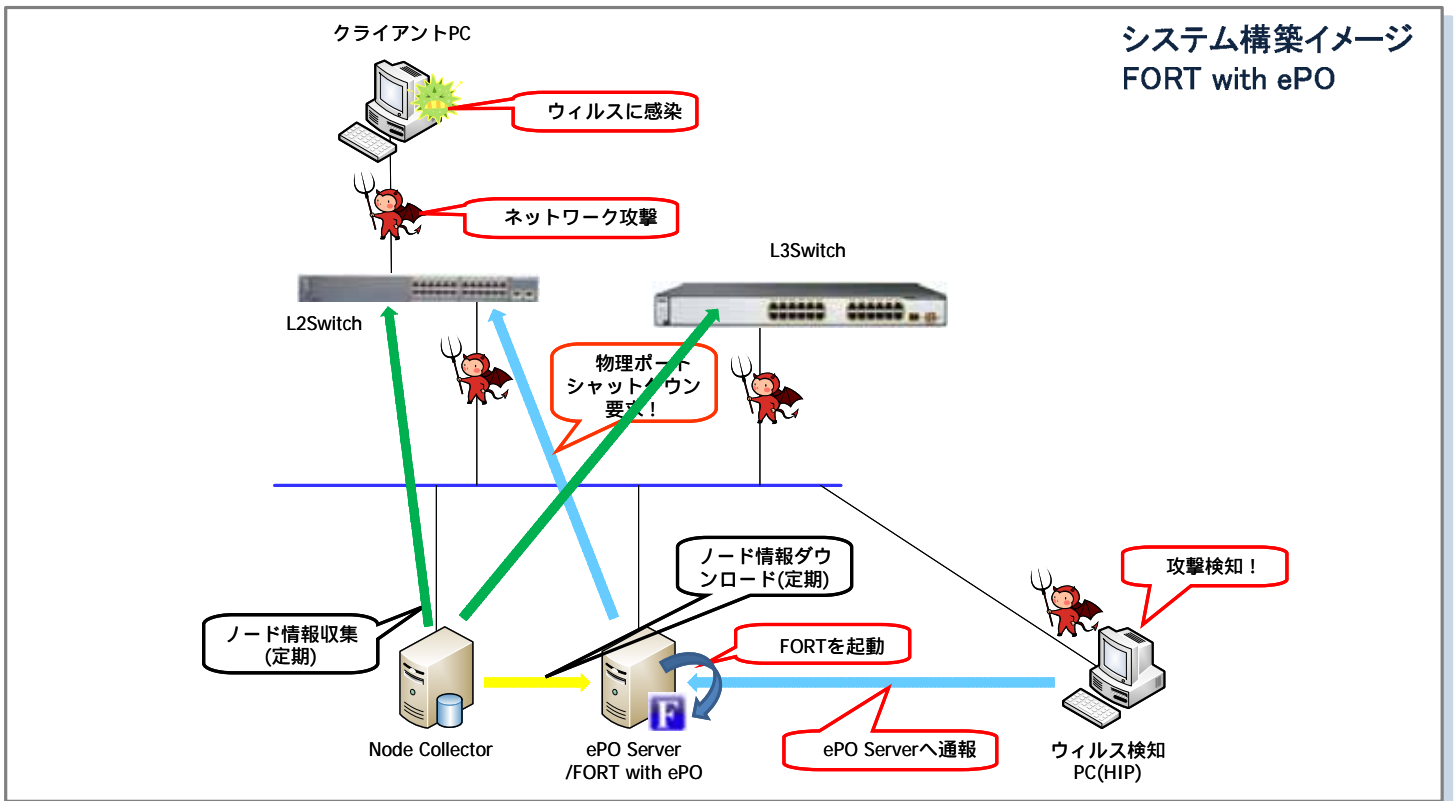 システム構築イメージ
FORT with ePO
クライアントPC
ウィルスに感染
ネットワーク攻撃
L3Switch
L2Switch
物理ポート
シャットダウン
要求！
ノード情報ダウ
ンロード(定期)
攻撃検知！
ノード情報収集
(定期)
FORTを起動
F
ePO Serverへ通報
Node Collector
ePO Server
/FORT with ePO
ウィルス検知
PC(HIP)